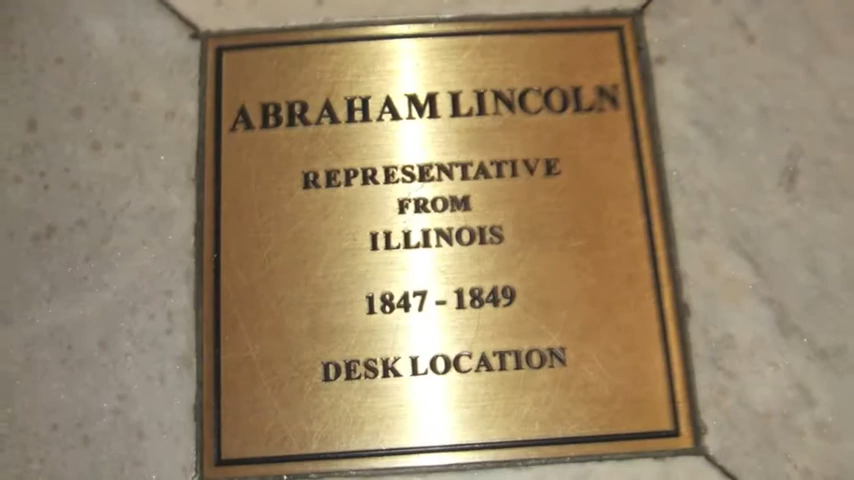 ABRAHAM LINCOLN
REPRESENTATIVE
FROM
ILLINOIS
1847 - 1849
DESK LOCATION